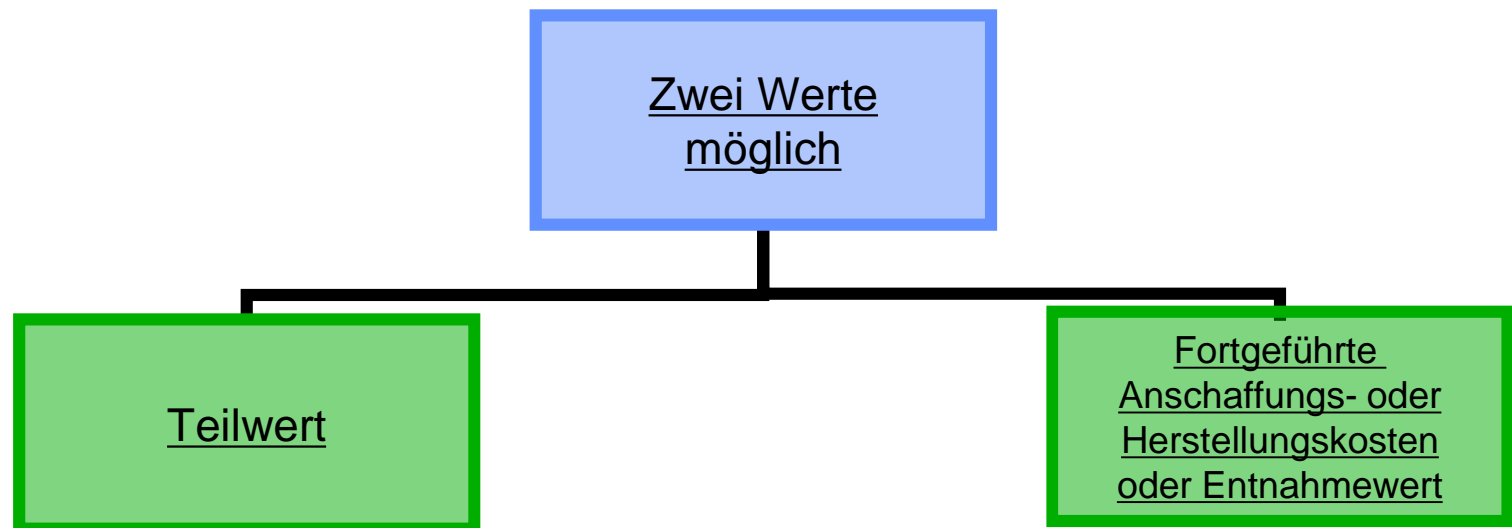 Zwei Werte
möglich
Teilwert
Fortgeführte
Anschaffungs- oder
Herstellungskosten
oder Entnahmewert